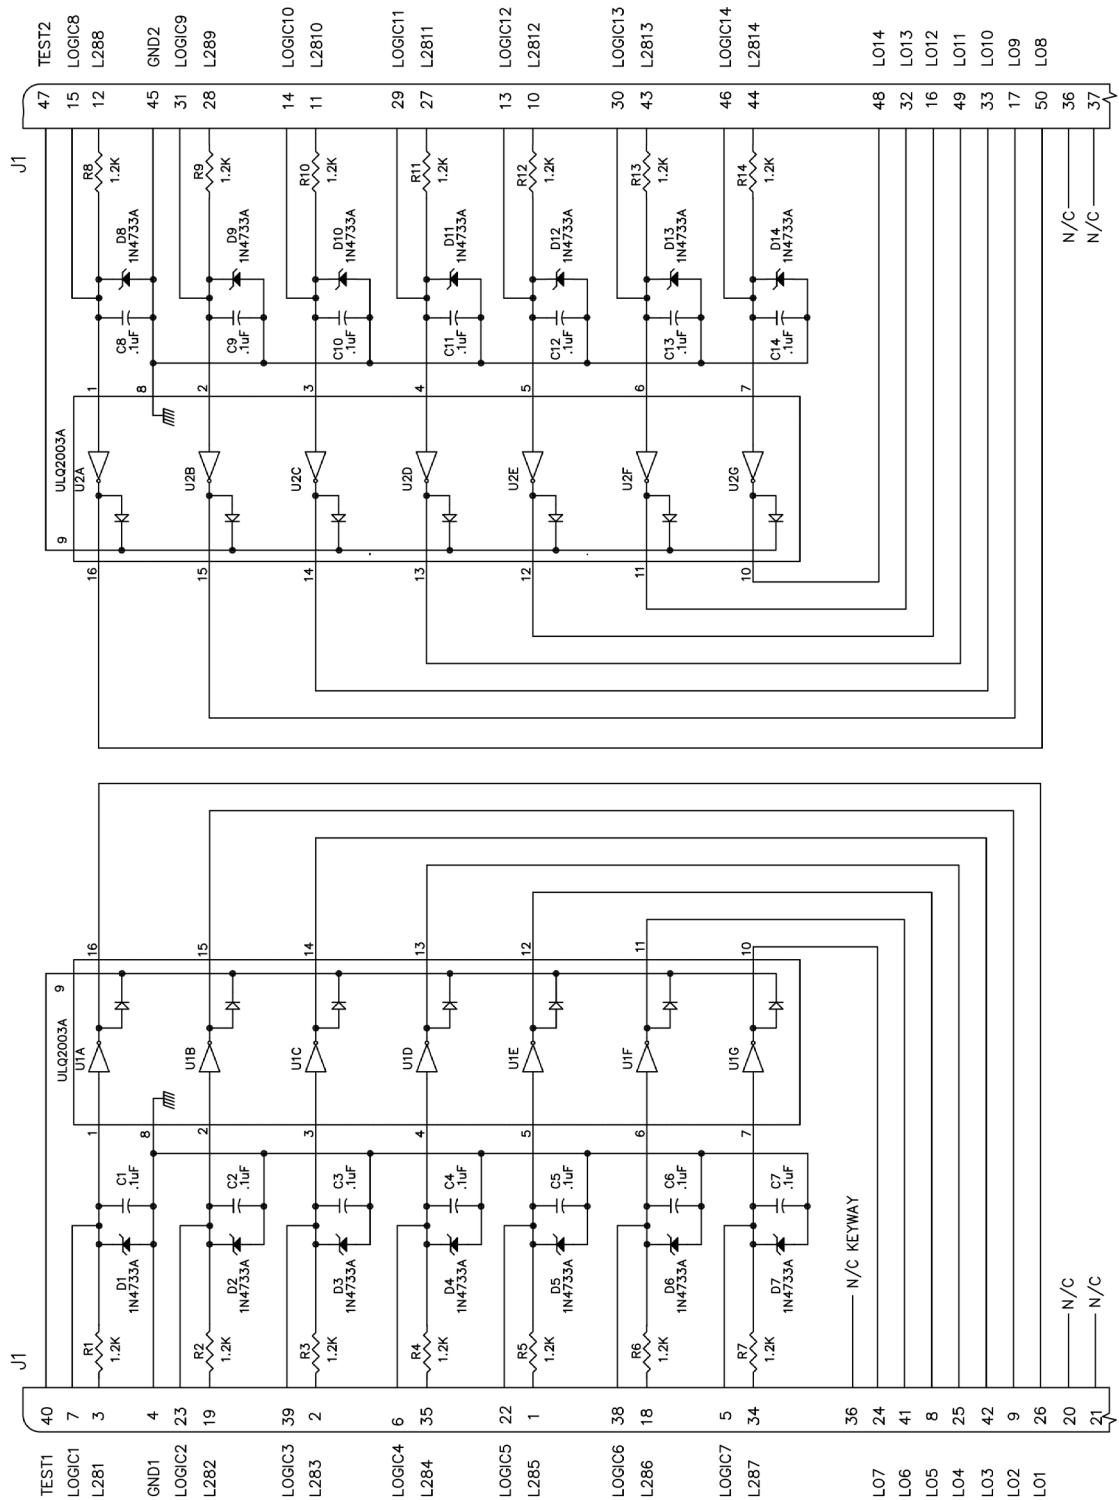 J1
TEST1 40
LOGIC1 7
L281 3
R1
1.2K
D1
1N4733A
C1
.1uF
1
GND1 4
8
LOGIC2 23
L282 19
R2
1.2K
D2
1N4733A
C2
.1uF
2
LOGIC3 39
L283 2
R3
1.2K
D3
1N4733A
C3
.1uF
3
LOGIC4 6
L284 35
R4
1.2K
D4
1N4733A
C4
.1uF
4
LOGIC5 22
L285 1
R5
1.2K
D5
1N4733A
C5
.1uF
5
LOGIC6 38
L286 18
R6
1.2K
D6
1N4733A
C6
.1uF
6
LOGIC7 5
L287 34
R7
1.2K
D7
1N4733A
C7
.1uF
7
36 N/C KEYWAY
LO7 24
LO6 41
LO5 8
LO4 25
LO3 42
LO2 9
LO1 26
20 N/C
21 N/C
ULQ2003A 9
U1A 16
U1B 15
U1C 14
U1D 13
U1E 12
U1F 11
U1G 10
ULQ2003A
9
16 U2A
15 U2B
14 U2C
13 U2D
12 U2E
11 U2F
10 U2G
J1
47 TEST2
15 LOGIC8
1
C8
.1uF
D8
1N4733A
R8
1.2K
12 L288
8
45 GND2
31 LOGIC9
2
C9
.1uF
D9
1N4733A
R9
1.2K
28 L289
14 LOGIC10
3
C10
.1uF
D10
1N4733A
R10
1.2K
11 L2810
29 LOGIC11
4
C11
.1uF
D11
1N4733A
R11
1.2K
27 L2811
13 LOGIC12
5
C12
.1uF
D12
1N4733A
R12
1.2K
10 L2812
30 LOGIC13
6
C13
.1uF
D13
1N4733A
R13
1.2K
43 L2813
46 LOGIC14
7
C14
.1uF
D14
1N4733A
R14
1.2K
44 L2814
48 LO14
32 LO13
16 LO12
49 LO11
33 LO10
17 LO9
50 LO8
N/C 36
N/C 37